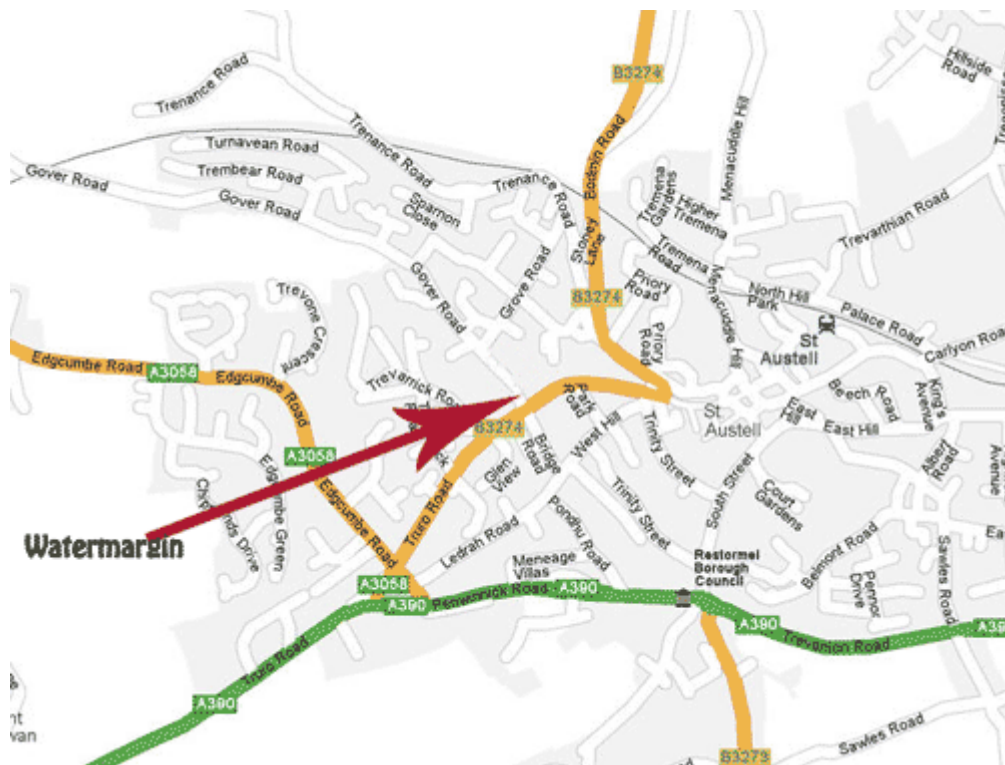 B3274
Hillside
Road
Trenance Road
Bodmin Road
Menacuddle Hill
Turnavean Road
Trenance Road
Gover Road
Trembear Road
Gover Road
Sparnon
Close
Trenance Road
Tremena
Gardens
Higher
Tremena
Trevarthian Road
Stoney
Lane
Tremena
Road
Gover Road
Grove Road
Priory
Road
B3274
Menacuddle Hill
North Hill
Park
Palace Road
Trevone Crescent
Priory
Road
St
Austell
Carlyon Road
Edgcumbe Road
A3058
Edgcumbe
Road
Trevarrick Road
Park
Road
West Hill
St
Austell
Trinity Street
Beech
Road
King's
Avenue
East
Hill
East Hill
B3274
Bridge
Road
Glen
View
A3058
Edgcumbe Green
Edgcumbe Road
Truro Road
Trinity Street
South Street
Court
Gardens
Albert
Road
Avenue
Watermargin
Drive
Ledrah Road
Pondhu Road
Meneage
Villas
Restormel
Borough
Council
Belmont Road
Pennor
Drive
Sawles Road
A3058
A390
Penwinnick Road
A390
A390
Trevanion Road
Truro Road
A390
B3273
Sawles Road